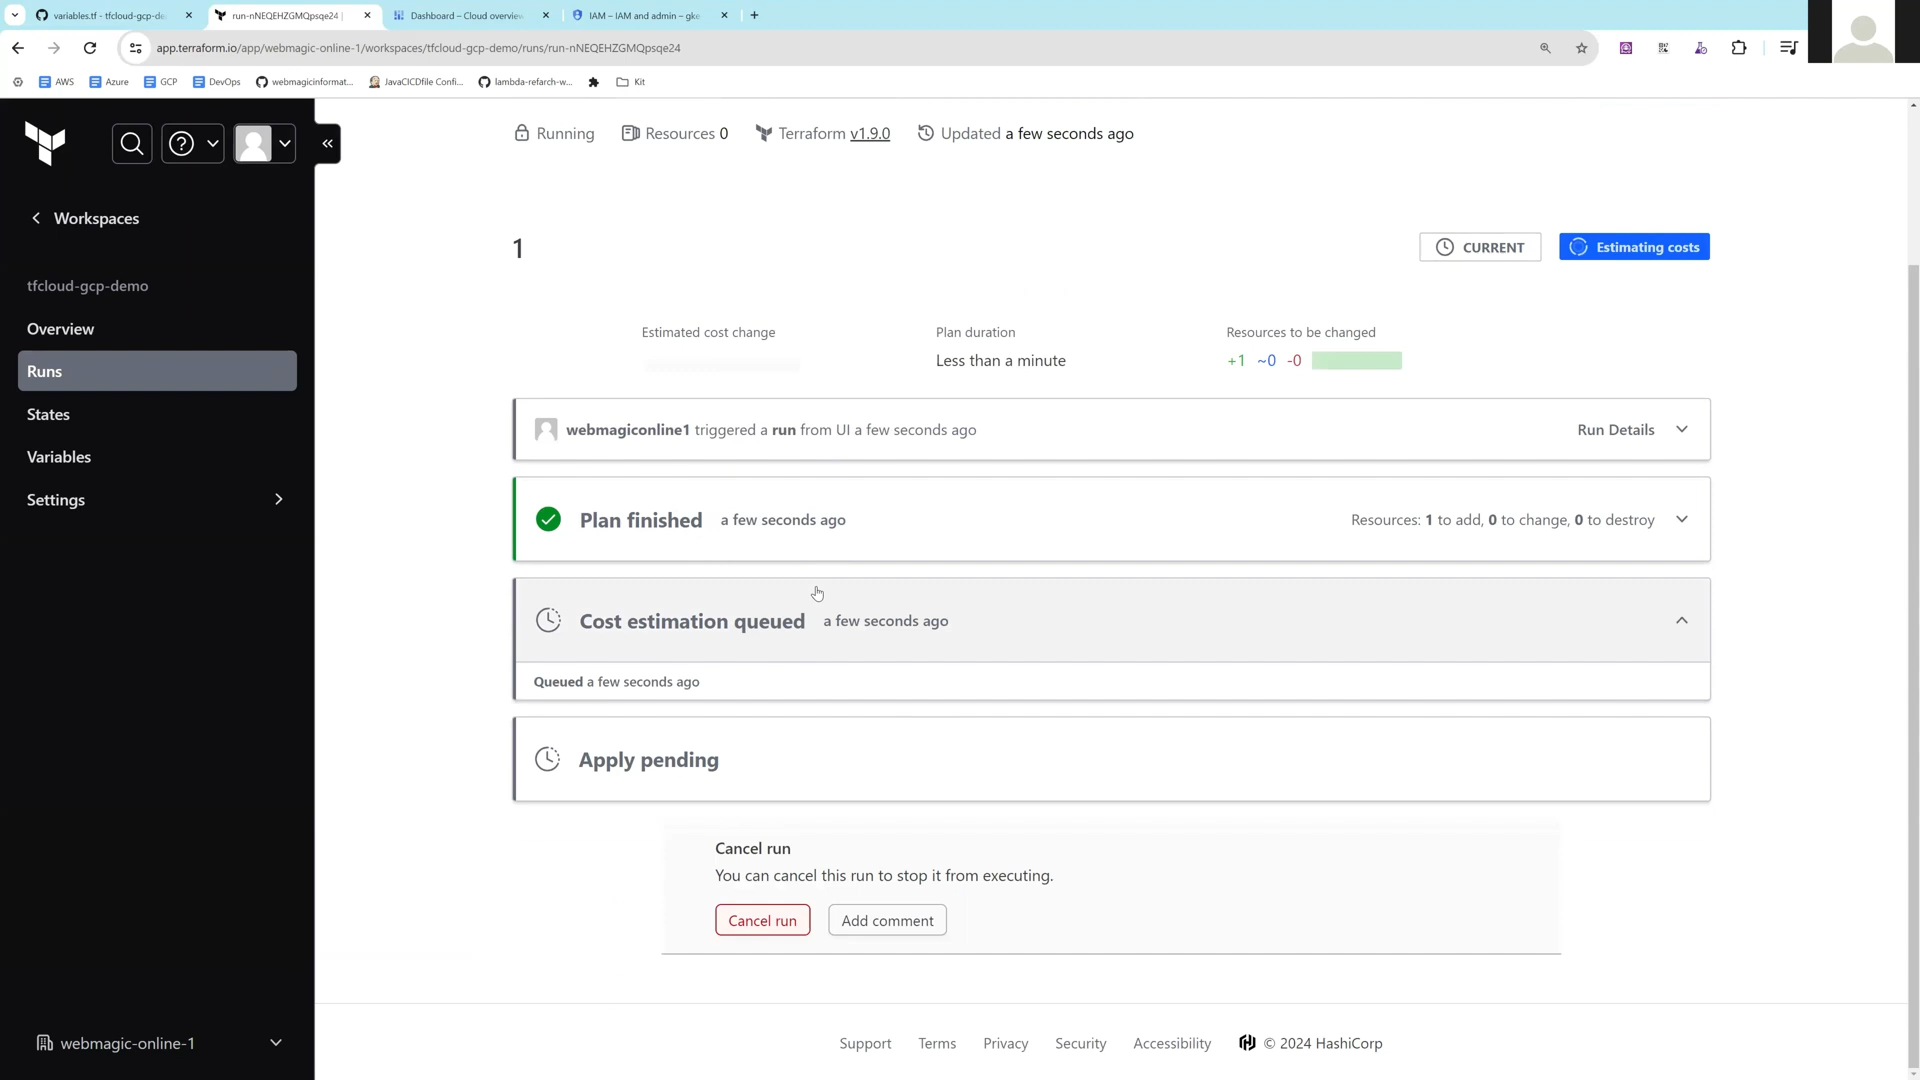 variables.tf - tfcloud-gcp-de
run-nNEQEHZGMQpsqe24 |
Dashboard – Cloud overview
IAM – IAM and admin – gke
app.terraform.io/app/webmagic-online-1/workspaces/tfcloud-gcp-demo/runs/run-nNEQEHZGMQpsqe24
AWS
Azure
GCP
DevOps
webmagicinformat...
JavaCICDfile Confi...
lambda-refarch-w...
Kit
Running
Resources 0
Terraform v1.9.0
Updated a few seconds ago
Workspaces
tfcloud-gcp-demo
Overview
Runs
States
Variables
Settings
webmagic-online-1
1
CURRENT
Estimating costs
Estimated cost change
Plan duration
Less than a minute
Resources to be changed
+1 ~0 -0
webmagiconline1 triggered a run from UI a few seconds ago
Run Details
Plan finished a few seconds ago
Resources: 1 to add, 0 to change, 0 to destroy
Cost estimation queued a few seconds ago
Queued a few seconds ago
Apply pending
Cancel run
You can cancel this run to stop it from executing.
Cancel run
Add comment
Support
Terms
Privacy
Security
Accessibility
© 2024 HashiCorp